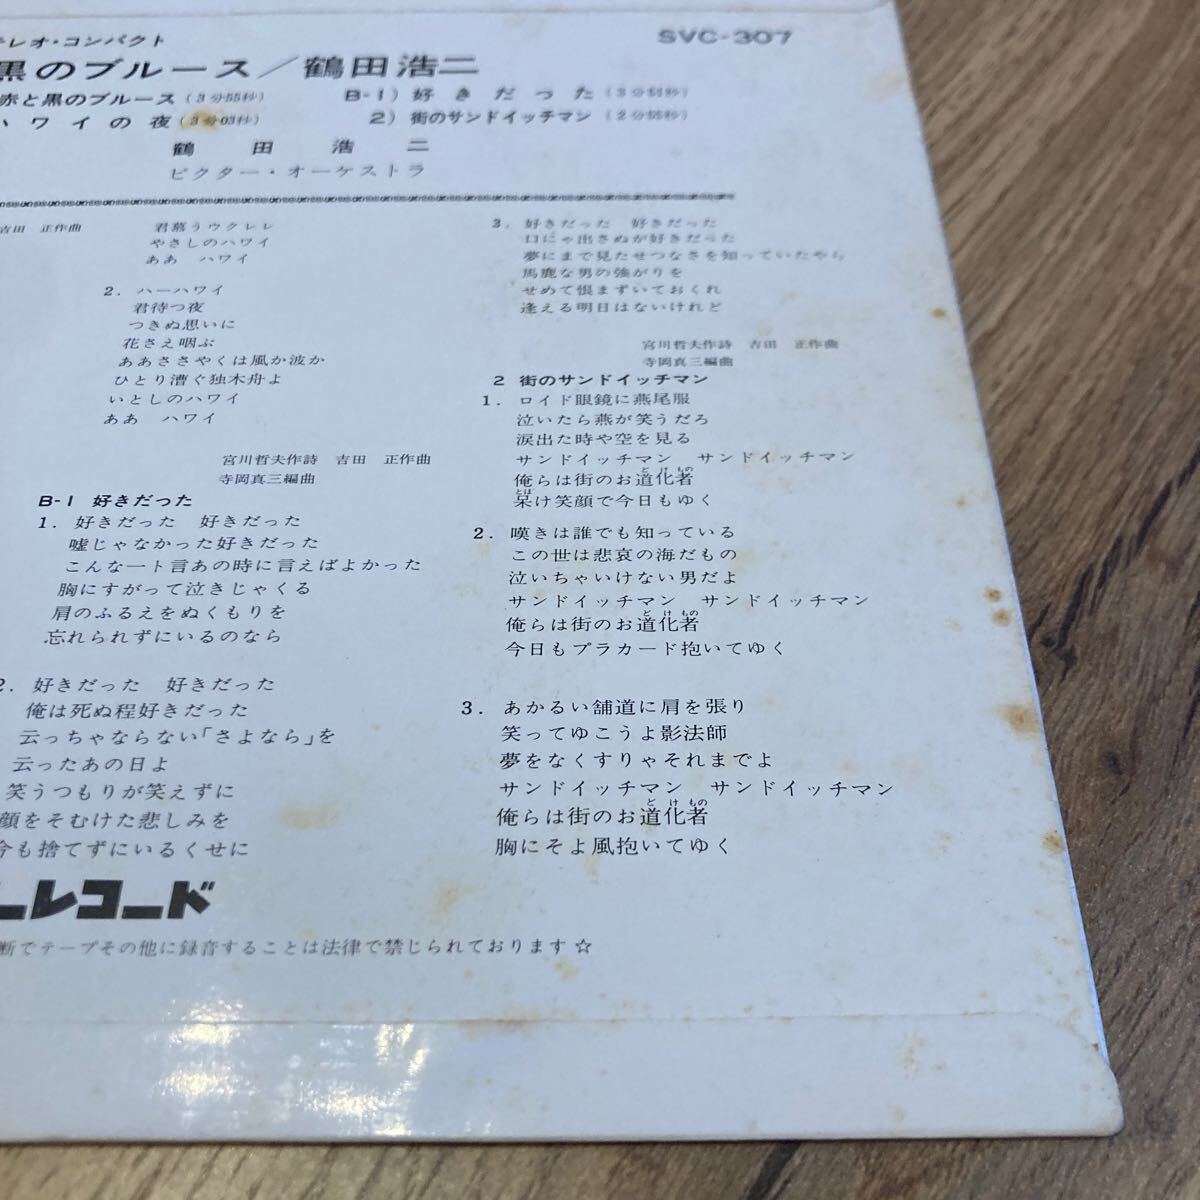 テレオ・コンパクト
SVC-307
黒のブルース／鶴田浩二
赤と黒のブルース（3分55秒）
ハワイの夜（3分03秒）
B-1）好きだった（3分51秒）
2）街のサンドイッチマン（2分55秒）
鶴田浩二
ビクター・オーケストラ
吉田　正作曲
君慕うウクレレ
やさしのハワイ
ああ　ハワイ
2．ハーハワイ
君待つ夜
つきぬ思いに
花さえ咽ぶ
ああささやくは風か波か
ひとり漕ぐ独木舟よ
いとしのハワイ
ああ　ハワイ
宮川哲夫作詩　吉田　正作曲
寺岡真三編曲
B-1 好きだった
1．好きだった　好きだった
嘘じゃなかった好きだった
こんな一ト言あの時に言えばよかった
胸にすがって泣きじゃくる
肩のふるえをぬくもりを
忘れられずにいるのなら
2．好きだった　好きだった
俺は死ぬ程好きだった
云っちゃならない「さよなら」を
云ったあの日よ
笑うつもりが笑えずに
顔をそむけた悲しみを
今も捨てずにいるくせに
3．好きだった　好きだった
口にゃ出さぬが好きだった
夢にまで見たせつなさを知っていたやら
馬鹿な男の強がりを
せめて恨まずいておくれ
逢える明日はないけれど
宮川哲夫作詩　吉田　正作曲
寺岡真三編曲
2 街のサンドイッチマン
1．ロイド眼鏡に燕尾服
泣いたら燕が笑うだろ
涙出た時や空を見る
サンドイッチマン　サンドイッチマン
俺らは街のお道化者
呆け笑顔で今日もゆく
2．嘆きは誰でも知っている
この世は悲哀の海だもの
泣いちゃいけない男だよ
サンドイッチマン　サンドイッチマン
俺らは街のお道化者
今日もプラカード抱いてゆく
3．あかるい舗道に肩を張り
笑ってゆこうよ影法師
夢をなくすりゃそれまでよ
サンドイッチマン　サンドイッチマン
俺らは街のお道化者
胸にそよ風抱いてゆく
ーレコード
断でテープその他に録音することは法律で禁じられております☆